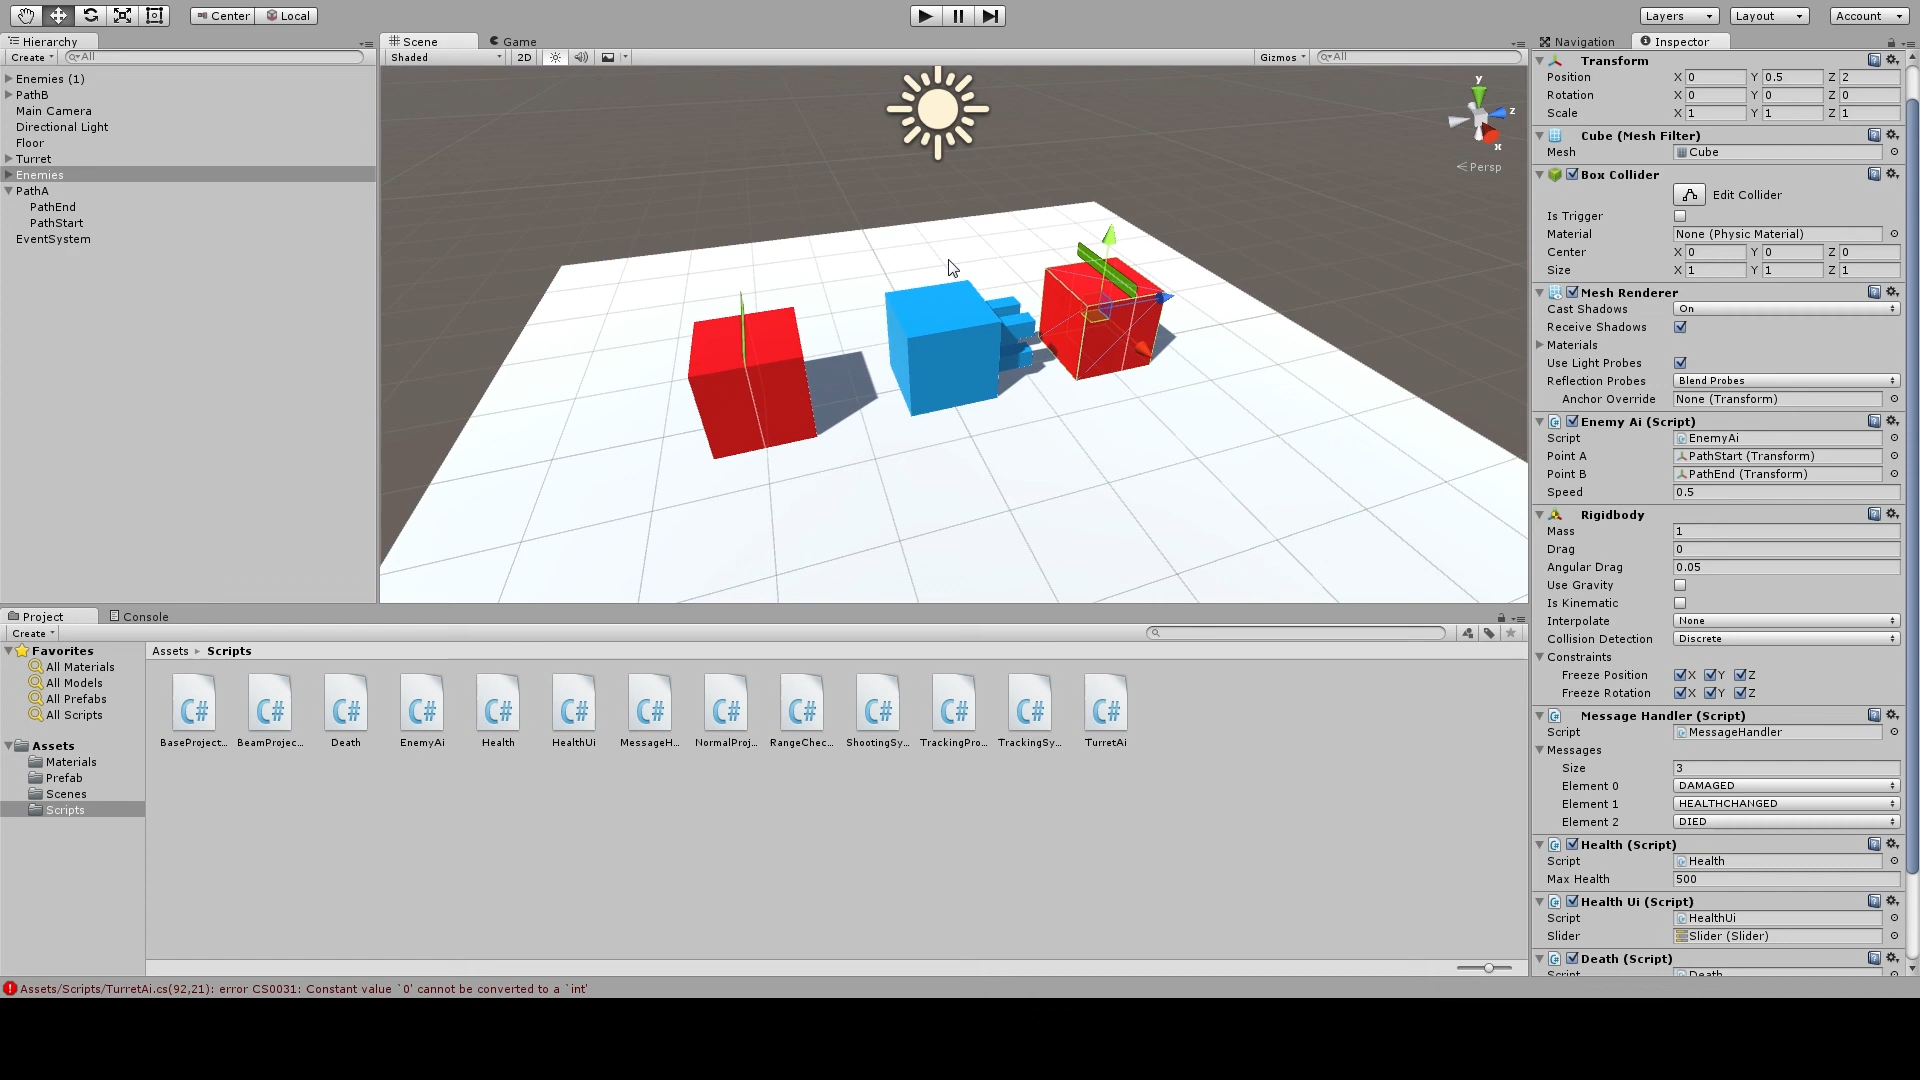 Center
Local
Layers
Layout
Account
Hierarchy
Create
All
Enemies (1)
PathB
Main Camera
Directional Light
Floor
Turret
Enemies
PathA
PathEnd
PathStart
EventSystem
Scene
Game
Shaded
2D
Gizmos
All
y
z
x
Persp
Navigation
Inspector
Transform
Position X 0 Y 0.5 Z 2
Rotation X 0 Y 0 Z 0
Scale X 1 Y 1 Z 1
Cube (Mesh Filter)
Mesh Cube
Box Collider
Edit Collider
Is Trigger
Material None (Physic Material)
Center X 0 Y 0 Z 0
Size X 1 Y 1 Z 1
Mesh Renderer
Cast Shadows On
Receive Shadows
Materials
Use Light Probes
Reflection Probes Blend Probes
Anchor Override None (Transform)
Enemy Ai (Script)
Script EnemyAi
Point A PathStart (Transform)
Point B PathEnd (Transform)
Speed 0.5
Rigidbody
Mass 1
Drag 0
Angular Drag 0.05
Use Gravity
Is Kinematic
Interpolate None
Collision Detection Discrete
Constraints
Freeze Position X Y Z
Freeze Rotation X Y Z
Message Handler (Script)
Script MessageHandler
Messages
Size 3
Element 0 DAMAGED
Element 1 HEALTHCHANGED
Element 2 DIED
Health (Script)
Script Health
Max Health 500
Health Ui (Script)
Script HealthUi
Slider Slider (Slider)
Death (Script)
Script Death
Project
Console
Create
Favorites
All Materials
All Models
All Prefabs
All Scripts
Assets
Materials
Prefab
Scenes
Scripts
Assets Scripts
C# C# C# C# C# C# C# C# C# C# C# C# C#
BaseProject... BeamProjec... Death EnemyAi Health HealthUi MessageH... NormalProj... RangeChec... ShootingSy... TrackingPro... TrackingSy... TurretAi
Assets/Scripts/TurretAi.cs(92,21): error CS0031: Constant value `0' cannot be converted to a `int'